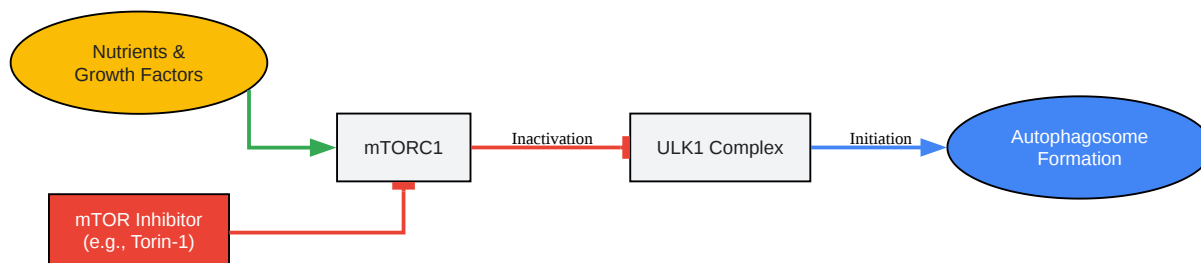 Nutrients &
Growth Factors
mTORC1
Inactivation
ULK1 Complex
Initiation
Autophagosome
Formation
mTOR Inhibitor
(e.g., Torin-1)